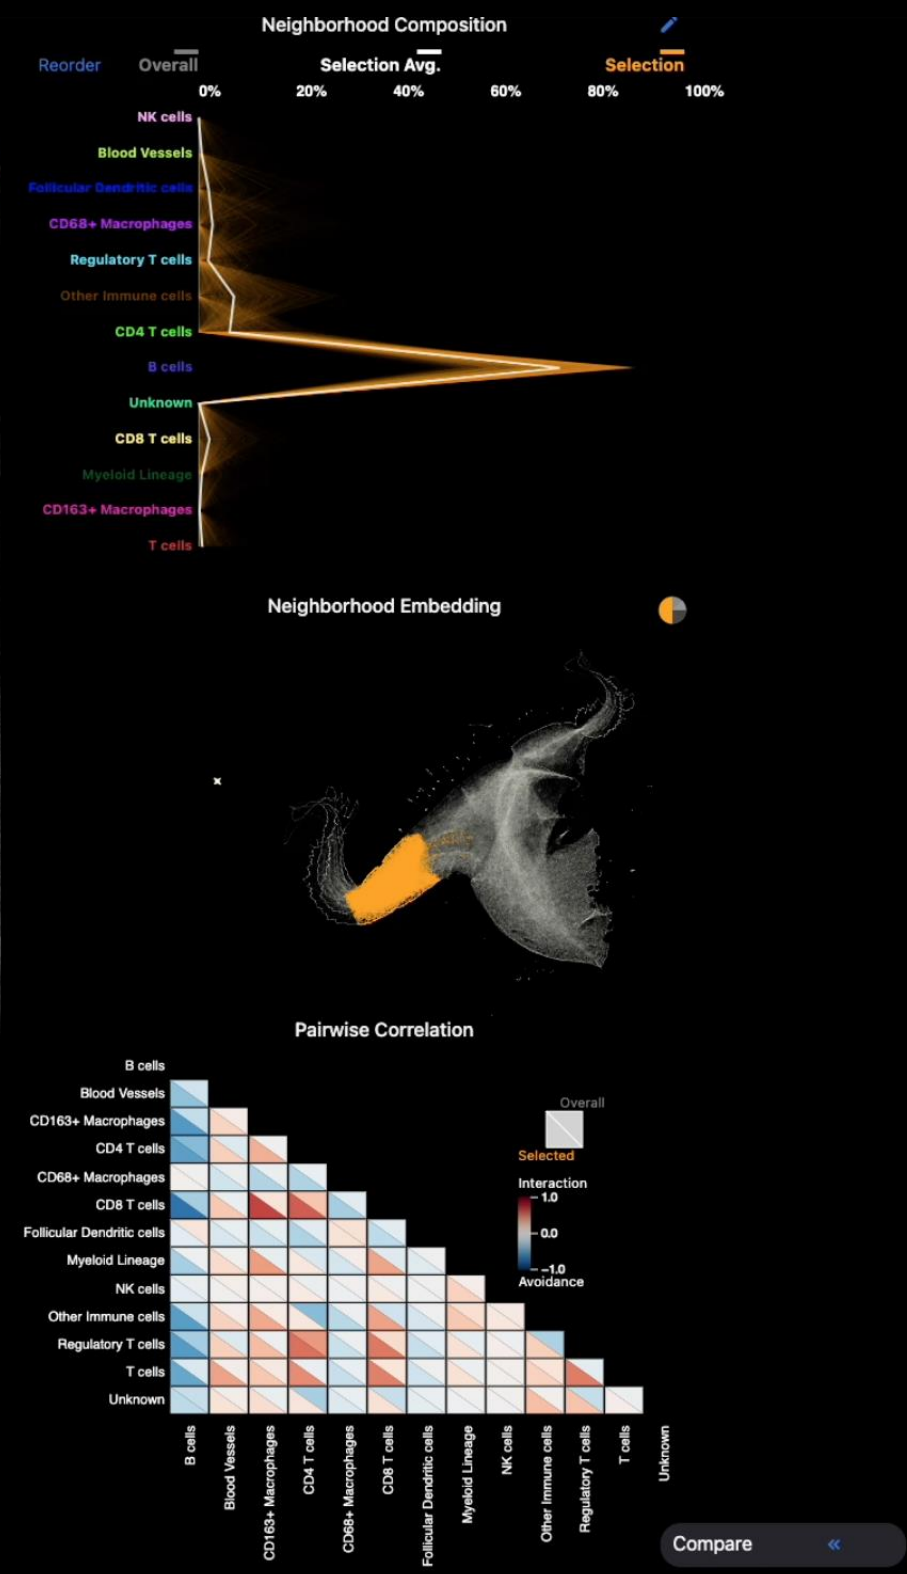 Neighborhood Composition
Reorder Overall Selection Avg. Selection
0% 20% 40% 60% 80% 100%
NK cells
Blood Vessels
Follicular Dendritic cells
CD68+ Macrophages
Regulatory T cells
Other Immune cells
CD4 T cells
B cells
Unknown
CD8 T cells
Myeloid Lineage
CD163+ Macrophages
T cells
Neighborhood Embedding
Pairwise Correlation
B cells
Blood Vessels
CD163+ Macrophages
CD4 T cells
CD68+ Macrophages
CD8 T cells
Follicular Dendritic cells
Myeloid Lineage
NK cells
Other Immune cells
Regulatory T cells
T cells
Unknown
Overall
Selected
Interaction
1.0
0.0
-1.0
Avoidance
B cells
Blood Vessels
CD163+ Macrophages
CD4 T cells
CD68+ Macrophages
CD8 T cells
Follicular Dendritic cells
Myeloid Lineage
NK cells
Other Immune cells
Regulatory T cells
T cells
Unknown
Compare «